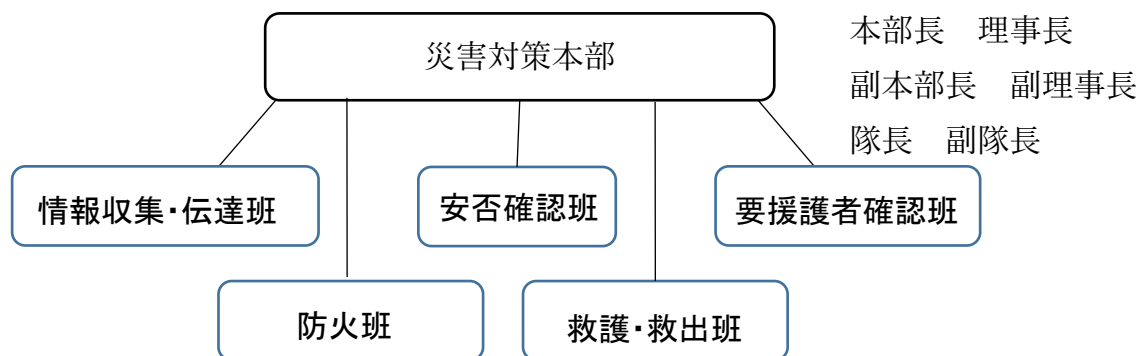 災害対策本部
本部長　理事長
副本部長　副理事長
隊長　副隊長
情報収集・伝達班
安否確認班
要援護者確認班
防火班
救護・救出班